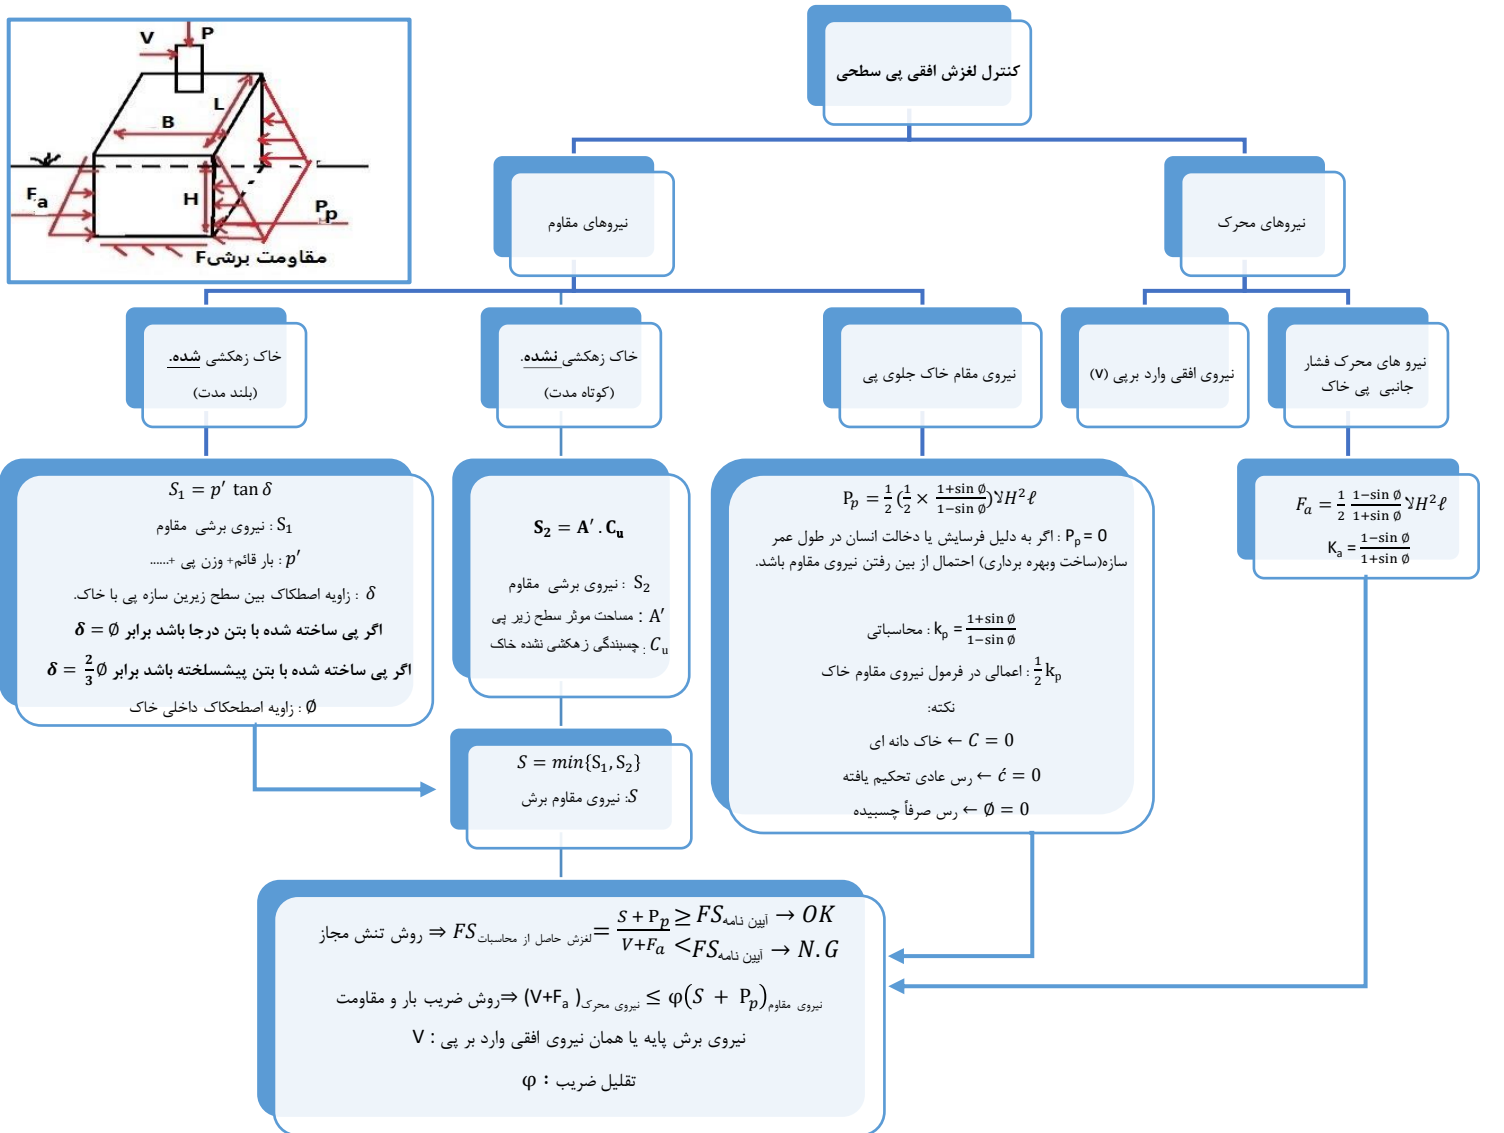 V
P
L
B
H
Fₐ
Pₚ
مقاومت برشیF
کنترل لغزش افقی پی سطحی
نیروهای محرک
نیروهای مقاوم
نیرو های محرک فشار
جانبی پی خاک
نیروی افقی وارد برپی (V)
نیروی مقام خاک جلوی پی
خاک زهکشی نشده.
(کوتاه مدت)
خاک زهکشی شده.
(بلند مدت)
Fₐ = 1/2 (1−sin ∅)/(1+sin ∅) γH²ℓ
Kₐ = (1−sin ∅)/(1+sin ∅)
Pₚ = 1/2 (1/2 × (1+sin ∅)/(1−sin ∅)) γH²ℓ
Pₚ = 0 : اگر به دلیل فرسایش یا دخالت انسان در طول عمر
سازه(ساخت وبهره برداری) احتمال از بین رفتن نیروی مقاوم باشد.
kₚ = (1+sin ∅)/(1−sin ∅) : محاسباتی
1/2 kₚ : اعمالی در فرمول نیروی مقاوم خاک
نکته:
C = 0 ← خاک دانه ای
ć = 0 ← رس عادی تحکیم یافته
∅ = 0 ← رس صرفاً چسبیده
S₂ = A′ . Cᵤ
S₂ : نیروی برشی مقاوم
A′ : مساحت موثر سطح زیر پی
Cᵤ : چسبندگی زهکشی نشده خاک
S₁ = p′ tan δ
S₁ : نیروی برشی مقاوم
p′ : بار قائم+ وزن پی +......
δ : زاویه اصطکاک بین سطح زیرین سازه پی با خاک.
اگر پی ساخته شده با بتن درجا باشد برابر δ = ∅
اگر پی ساخته شده با بتن پیشسلخته باشد برابر δ = 2/3 ∅
∅ : زاویه اصطحکاک داخلی خاک
S = min{S₁, S₂}
S: نیروی مقاوم برش
روش تنش مجاز ⇒ FS لغزش حاصل از محاسبات = (S + Pₚ)/(V+Fₐ) ≥ FS آیین نامه → OK
< FS آیین نامه → N.G
روش ضریب بار و مقاومت ⇒ (V+Fₐ) نیروی محرک ≤ φ(S + Pₚ) نیروی مقاوم
V : نیروی برش پایه یا همان نیروی افقی وارد بر پی
φ : تقلیل ضریب